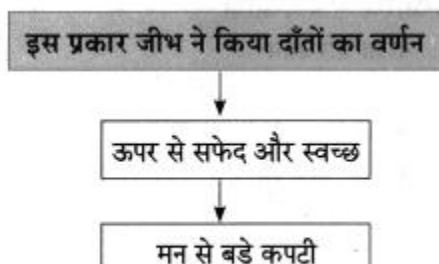 इस प्रकार जीभ ने किया दाँतों का वर्णन
ऊपर से सफेद और स्वच्छ
मन से बडे कपटी